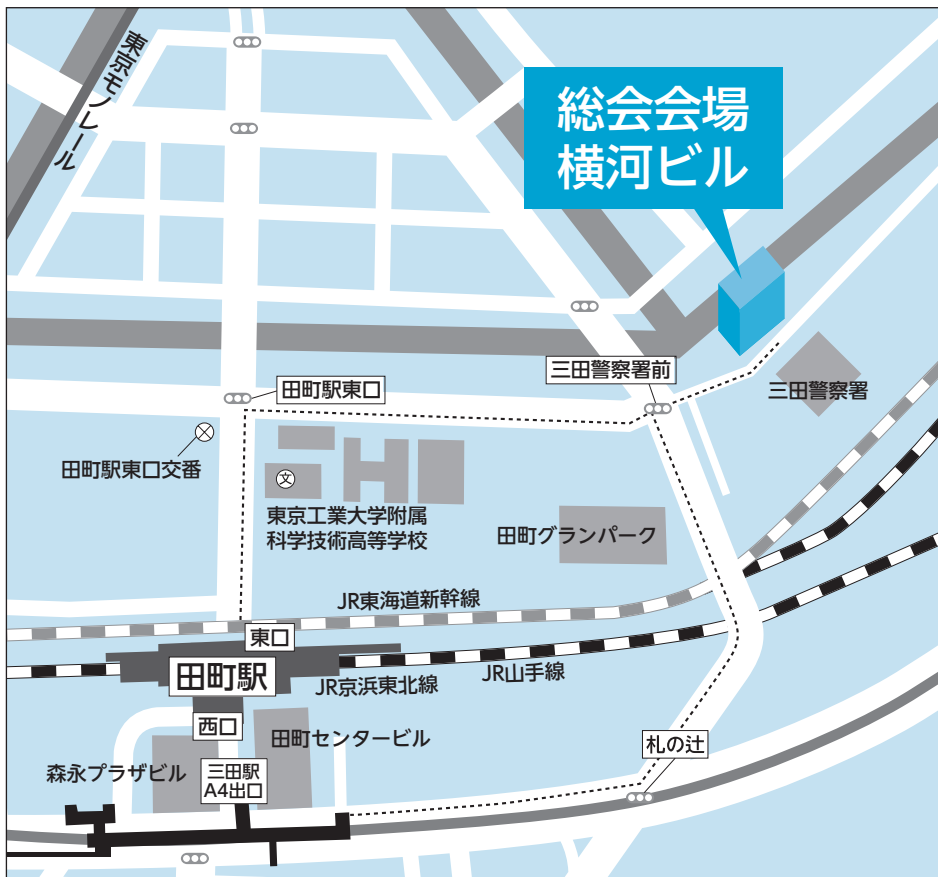 東京モノレール
総会会場
横河ビル
田町駅東口
三田警察署前
三田警察署
田町駅東口交番
文
東京工業大学附属
科学技術高等学校
田町グランパーク
JR東海道新幹線
東口
田町駅
JR京浜東北線
JR山手線
西口
田町センタービル
札の辻
森永プラザビル
三田駅
A4出口